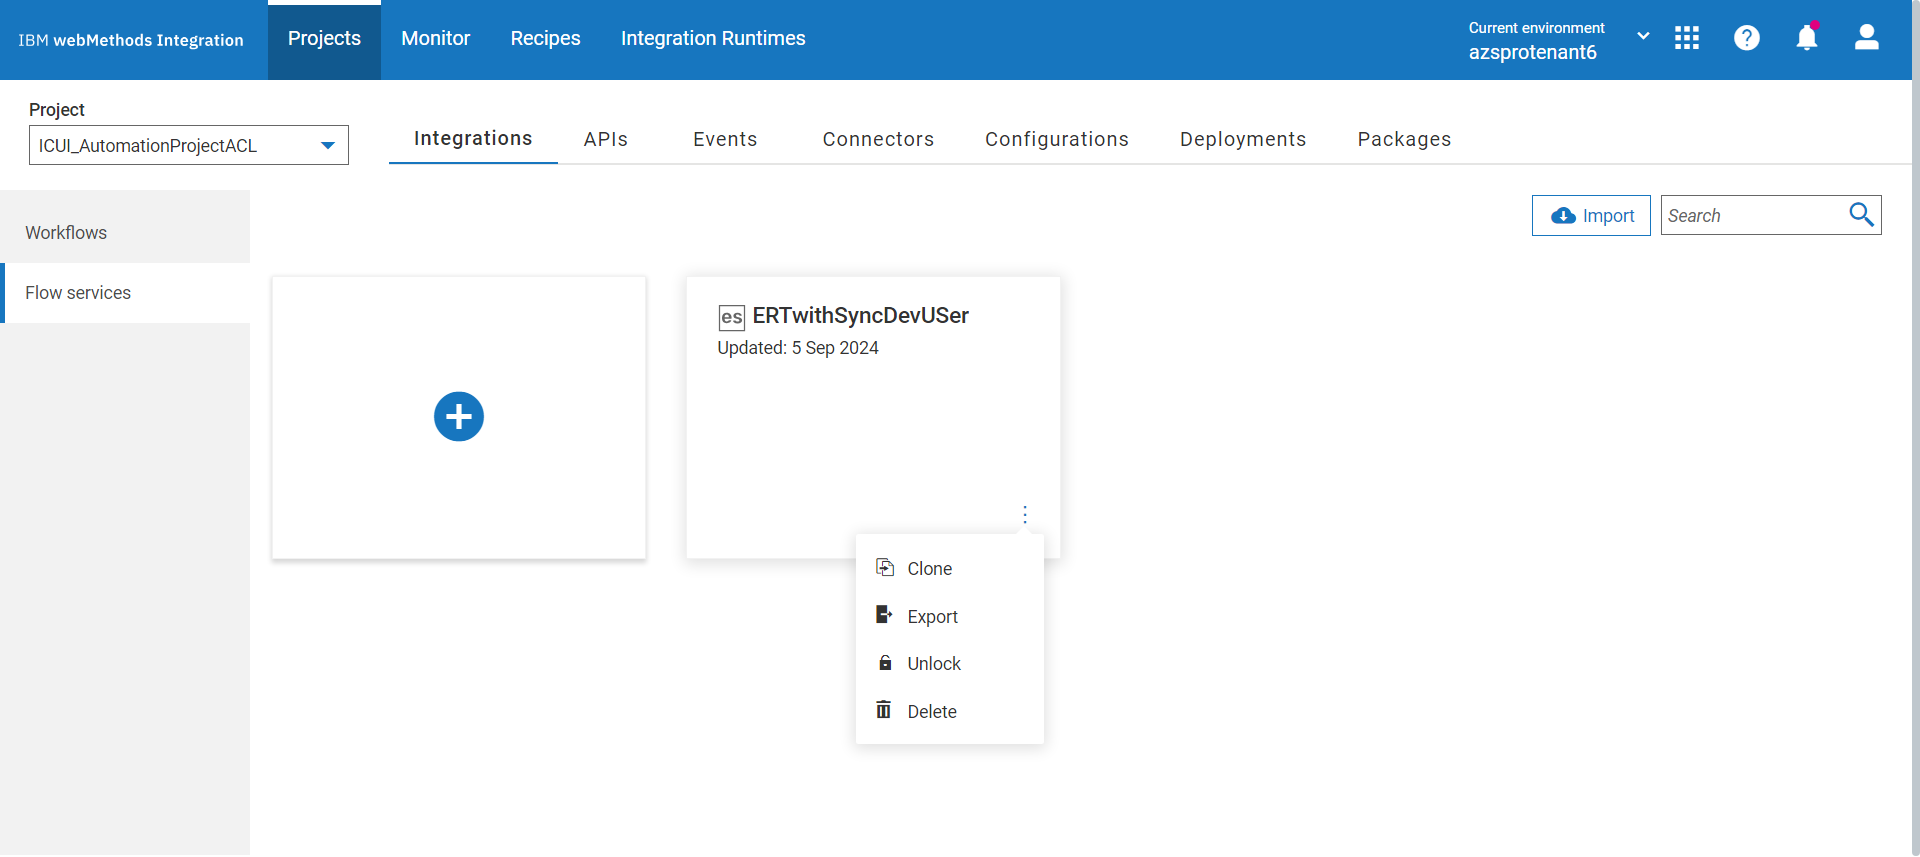 IBM webMethods Integration
Projects
Monitor
Recipes
Integration Runtimes
Current environment
azsprotenant6
?
Project
ICUI_AutomationProjectACL
Integrations
APIs
Events
Connectors
Configurations
Deployments
Packages
Workflows
Flow services
Import
Search
es ERTwithSyncDevUSer
Updated: 5 Sep 2024
Clone
Export
Unlock
Delete